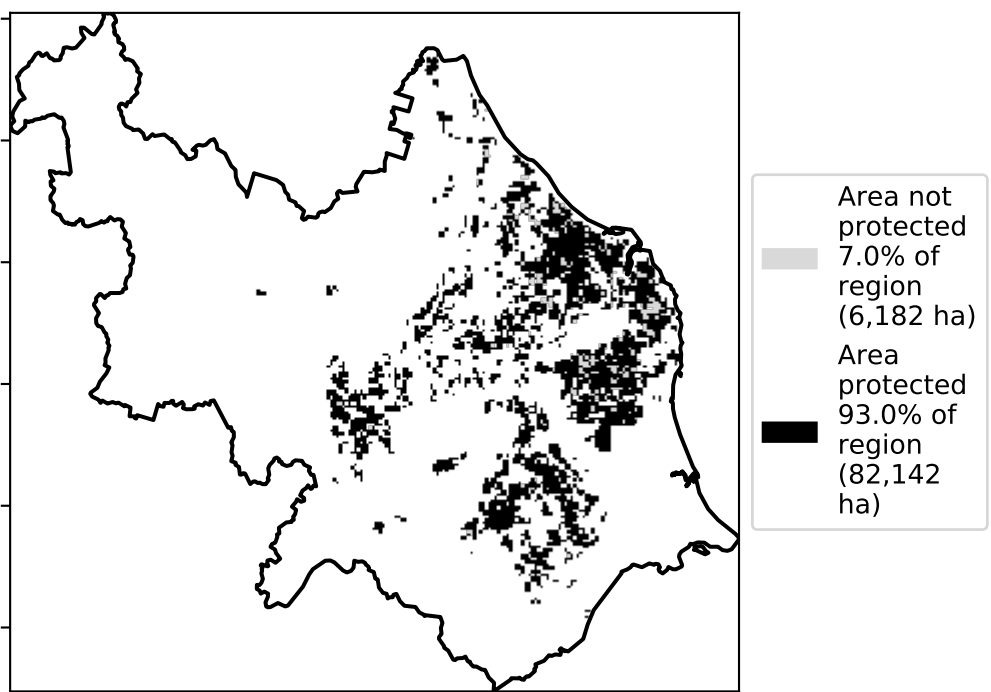 Area not
protected
7.0% of
region
(6,182 ha)
Area
protected
93.0% of
region
(82,142
ha)